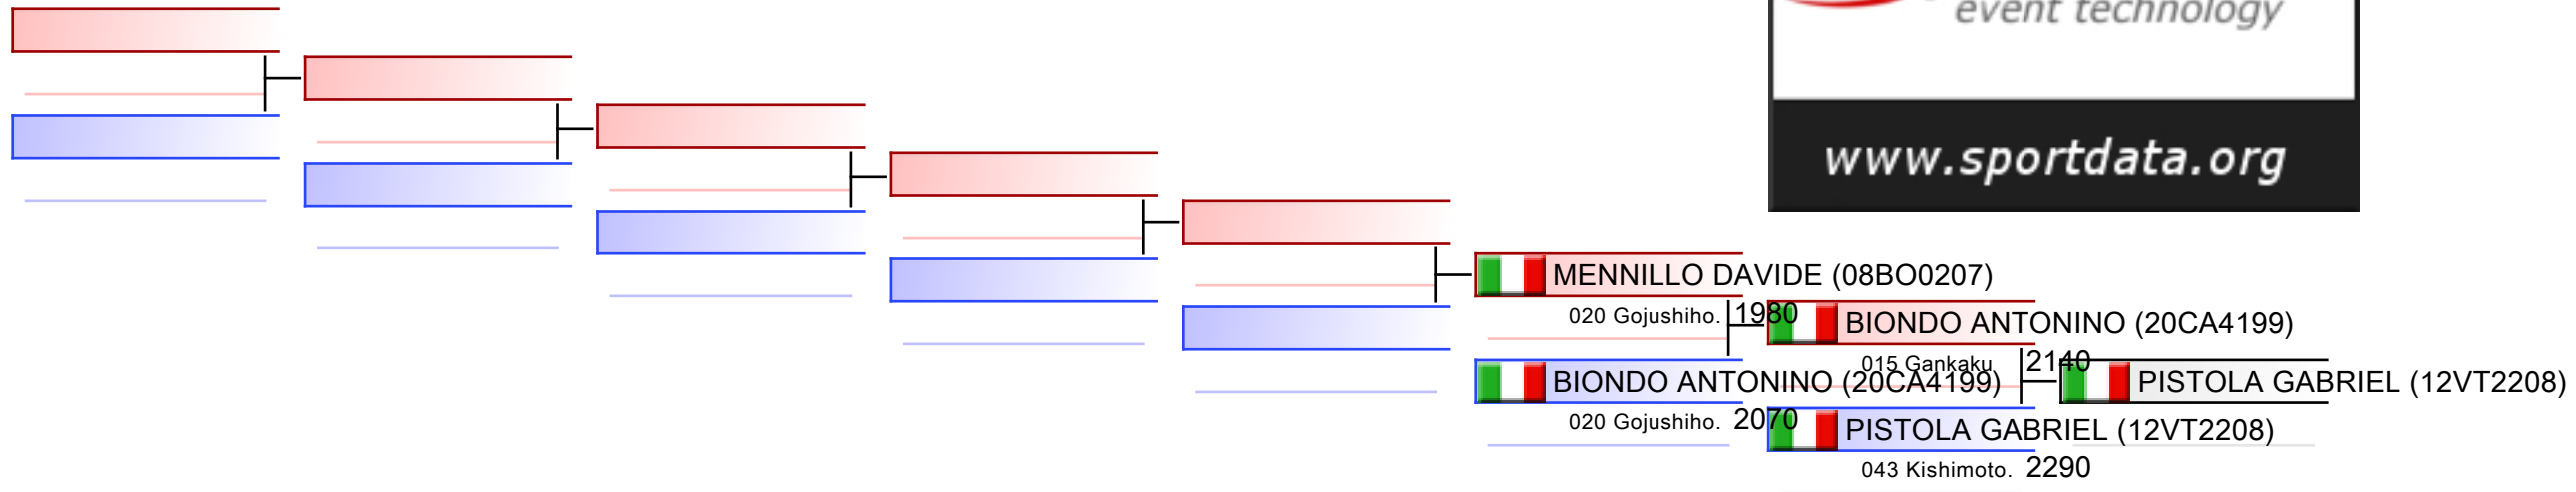 event technology
www.sportdata.org
MENNILLO DAVIDE (08BO0207)
020 Gojushiho. 1980
BIONDO ANTONINO (20CA4199)
015 Gankaku 2140
BIONDO ANTONINO (20CA4199)
PISTOLA GABRIEL (12VT2208)
020 Gojushiho. 2070
PISTOLA GABRIEL (12VT2208)
043 Kishimoto. 2290